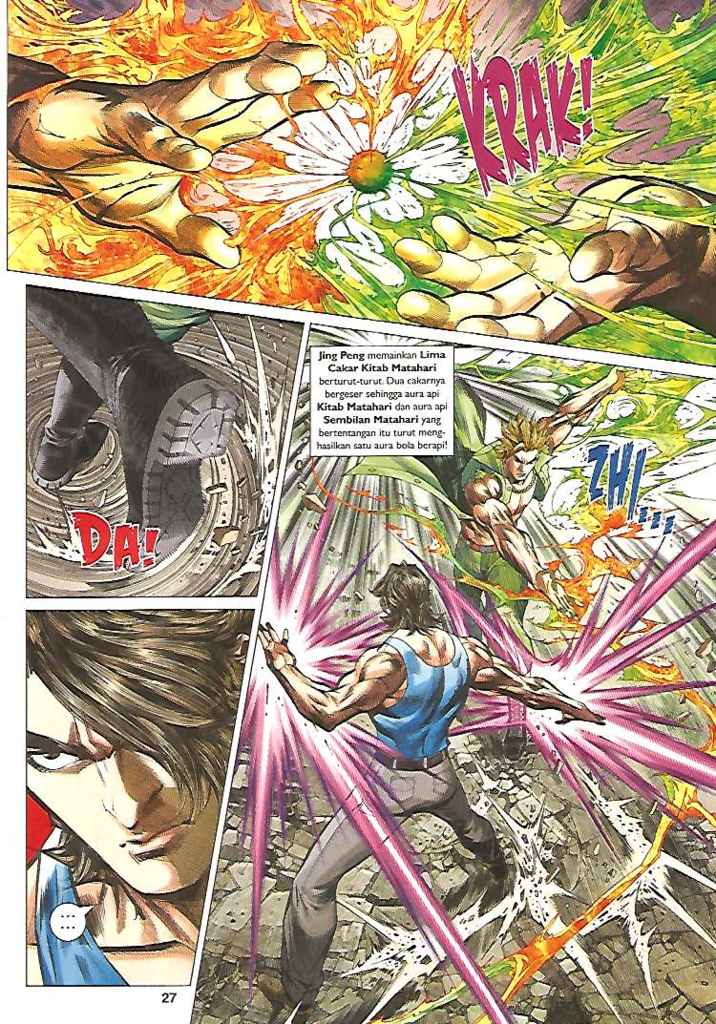 KRAK!
DA!
Jing Peng memainkan Lima
Cakar Kitab Matahari
berturut-turut. Dua cakarnya
bergeser sehingga aura api
Kitab Matahari dan aura api
Sembilan Matahari yang
bertentangan itu turut meng-
hasilkan satu aura bola berapi!
ZHI...
27